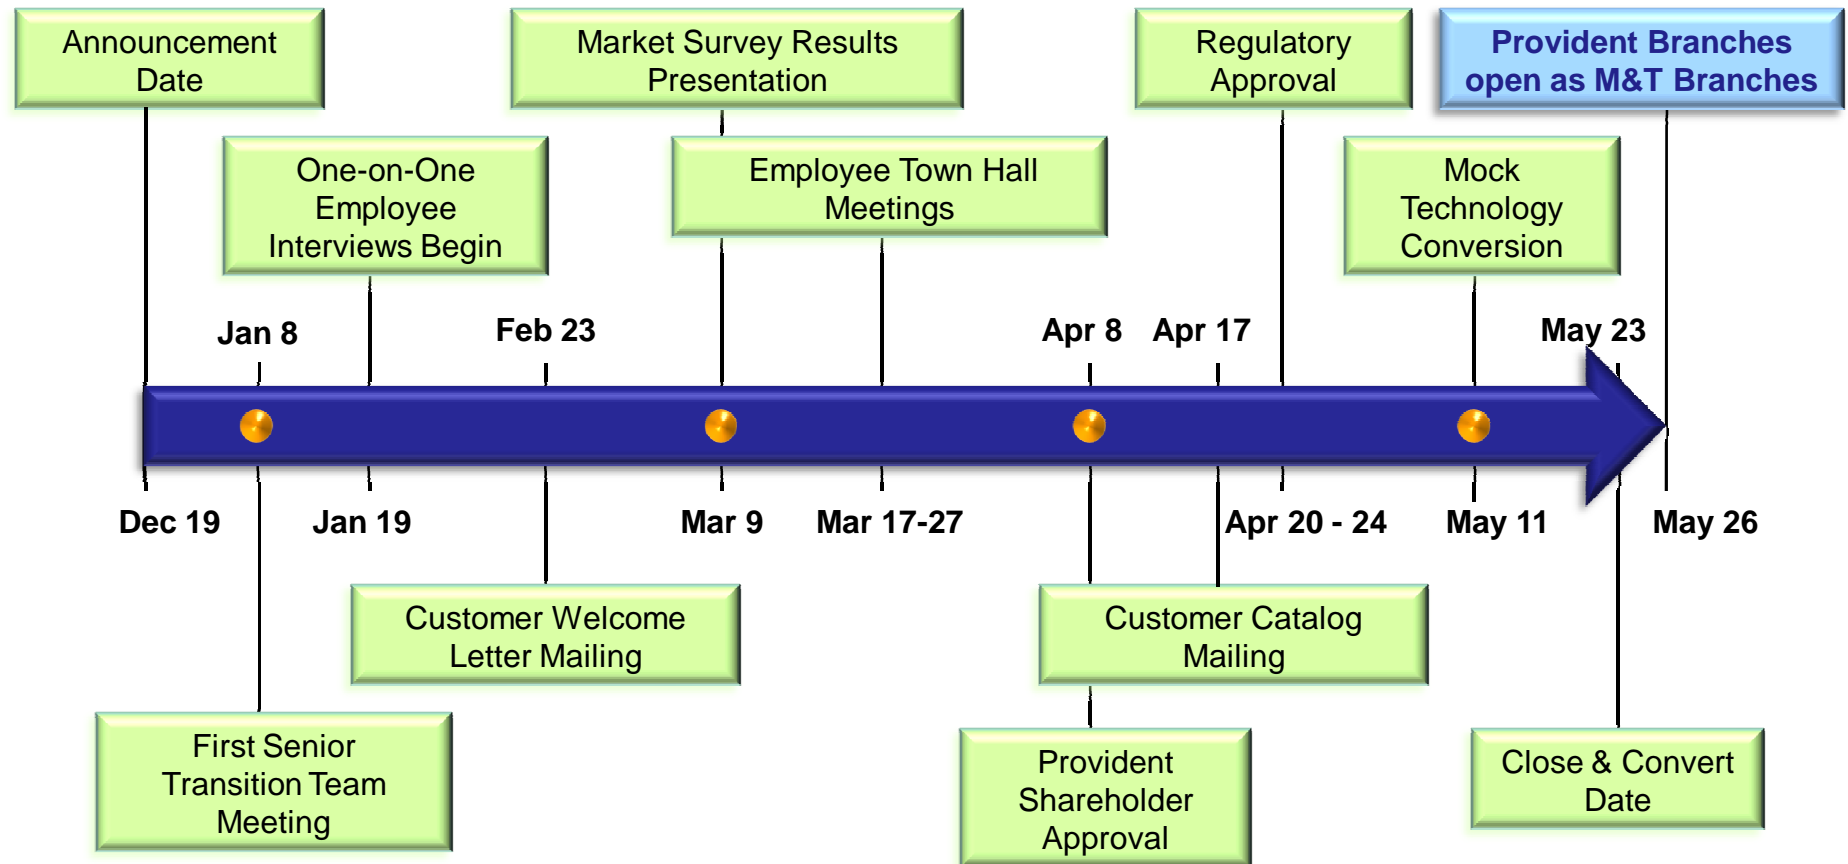 Announcement
Date
Market Survey Results
Presentation
Regulatory
Approval
Provident Branches
open as M&T Branches
One-on-One
Employee
Interviews Begin
Employee Town Hall
Meetings
Mock
Technology
Conversion
Jan 8
Feb 23
Apr 8
Apr 17
May 23
Dec 19
Jan 19
Mar 9
Mar 17-27
Apr 20 - 24
May 11
May 26
Customer Welcome
Letter Mailing
Customer Catalog
Mailing
First Senior
Transition Team
Meeting
Provident
Shareholder
Approval
Close & Convert
Date